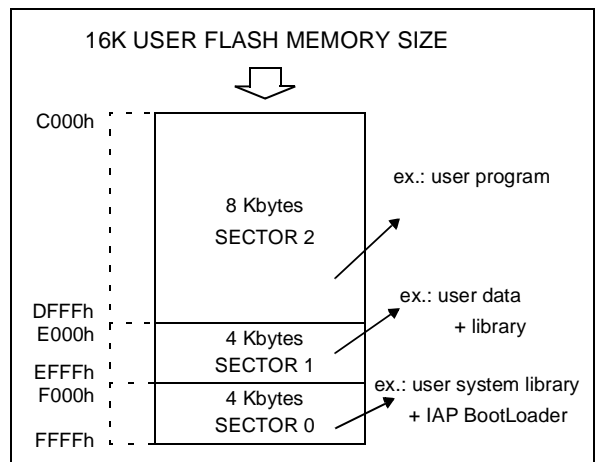 16K USER FLASH MEMORY SIZE
C000h
8 Kbytes
SECTOR 2
ex.: user program
DFFFh
E000h
4 Kbytes
SECTOR 1
ex.: user data
+ library
EFFFh
F000h
4 Kbytes
SECTOR 0
ex.: user system library
+ IAP BootLoader
FFFFh